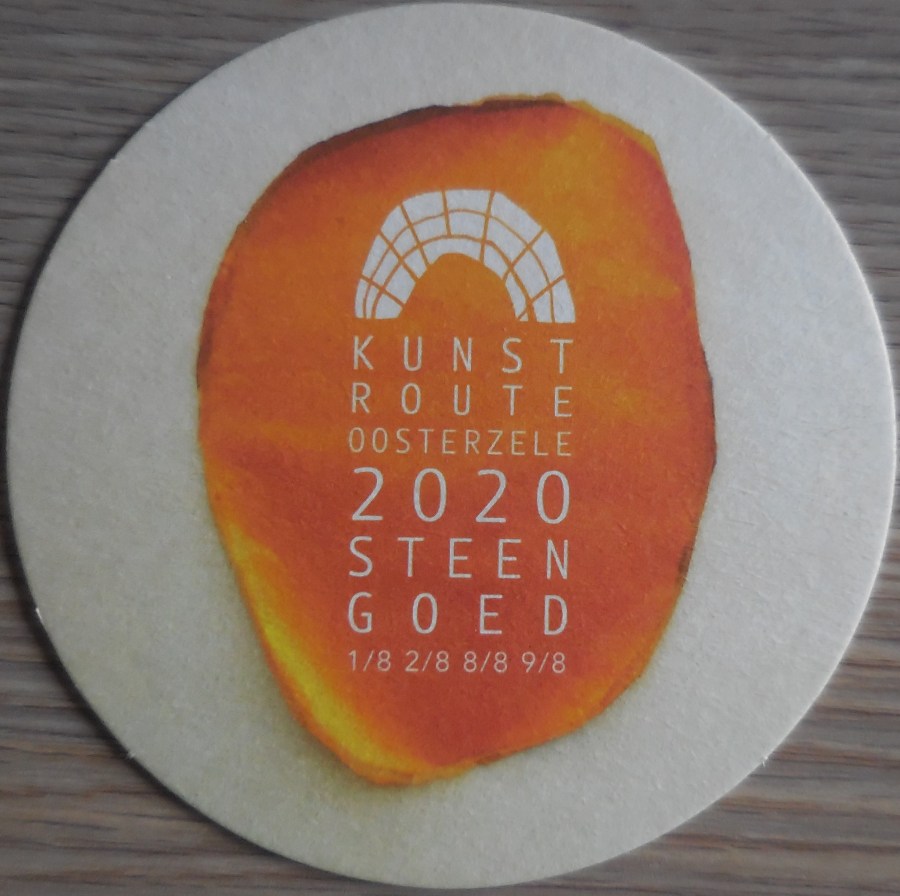 KUNST
ROUTE
OOSTERZELE
2020
STEEN
GOED
1/8 2/8 8/8 9/8